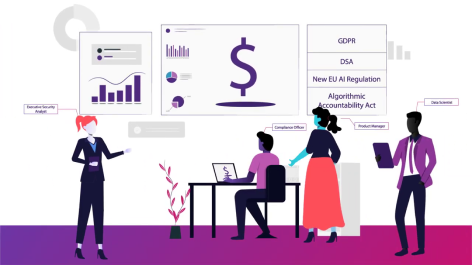 GDPR
DSA
New EU AI Regulation
Algorithmic
Accountability Act
Executive Security
Analyst
Compliance Officer
Product Manager
Data Scientist
$
$